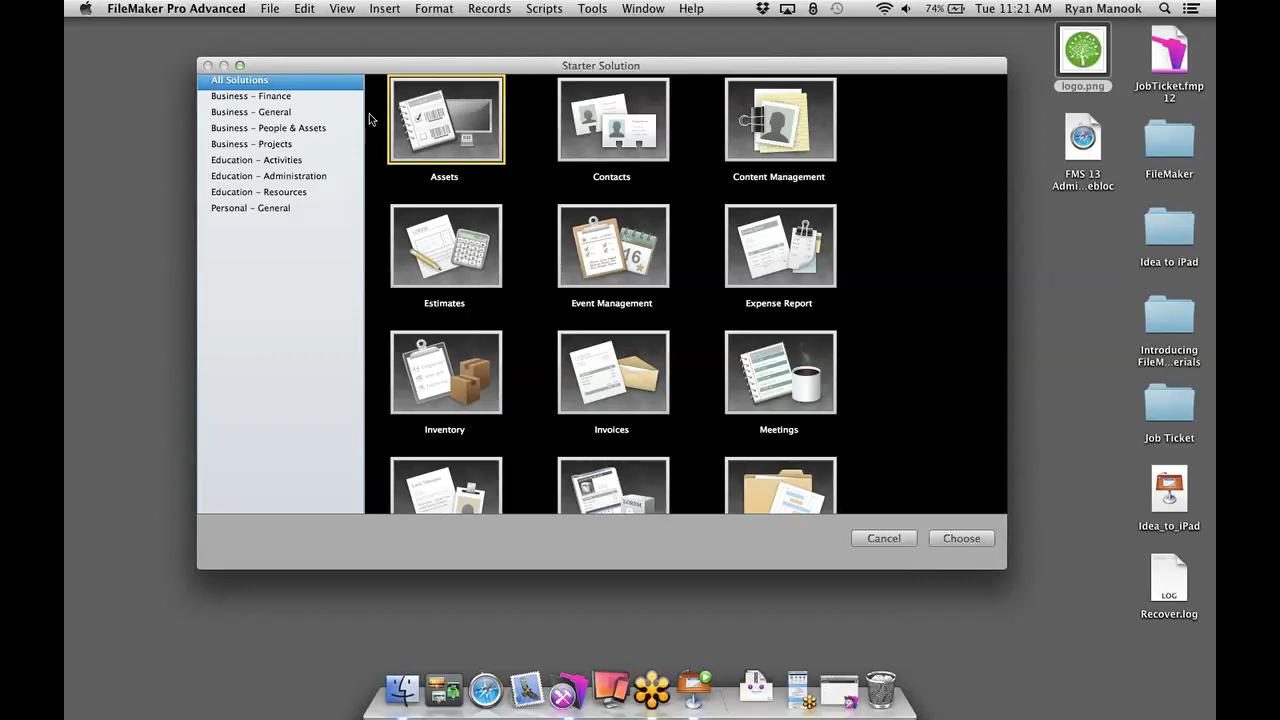 FileMaker Pro Advanced File Edit View Insert Format Records Scripts Tools Window Help 74% Tue 11:21 AM Ryan Manook
Starter Solution
All Solutions
Business – Finance
Business – General
Business – People & Assets
Business – Projects
Education – Activities
Education – Administration
Education – Resources
Personal – General
Assets
Contacts
Content Management
Estimates
16
Event Management
Expense Report
Inventory
Invoices
Meetings
LOREM
Cancel
Choose
logo.png
JobTicket.fmp
12
FMS 13
Admi...ebloc
FileMaker
Idea to iPad
Introducing
FileM...erials
Job Ticket
Idea_to_iPad
LOG
Recover.log